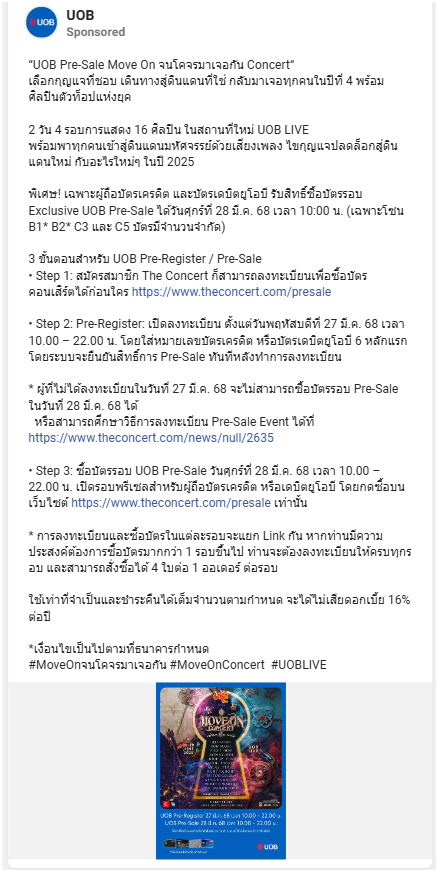 UOB
UOB
Sponsored
“UOB Pre-Sale Move On จนโคจรมาเจอกัน Concert“
เลือกกุญแจที่ชอบ เดินทางสู่ดินแดนที่ใช่ กลับมาเจอทุกคนในปีที่ 4 พร้อม
ศิลปินตัวท็อปแห่งยุค
2 วัน 4 รอบการแสดง 16 ศิลปิน ในสถานที่ใหม่ UOB LIVE
พร้อมพาทุกคนเข้าสู่ดินแดนมหัศจรรย์ด้วยเสียงเพลง ไขกุญแจปลดล็อกสู่ดิน
แดนใหม่ กับอะไรใหม่ๆ ในปี 2025
พิเศษ! เฉพาะผู้ถือบัตรเครดิต และบัตรเดบิตยูโอบี รับสิทธิ์ซื้อบัตรรอบ
Exclusive UOB Pre-Sale ได้วันศุกร์ที่ 28 มี.ค. 68 เวลา 10:00 น. (เฉพาะโซน
B1* B2* C3 และ C5 บัตรมีจำนวนจำกัด)
3 ขั้นตอนสำหรับ UOB Pre-Register / Pre-Sale
• Step 1: สมัครสมาชิก The Concert ก็สามารถลงทะเบียนเพื่อซื้อบัตร
คอนเสิร์ตได้ก่อนใคร https://www.theconcert.com/presale
• Step 2: Pre-Register: เปิดลงทะเบียน ตั้งแต่วันพฤหัสบดีที่ 27 มี.ค. 68 เวลา
10.00 – 22.00 น. โดยใส่หมายเลขบัตรเครดิต หรือบัตรเดบิตยูโอบี 6 หลักแรก
โดยระบบจะยืนยันสิทธิ์การ Pre-Sale ทันทีหลังทำการลงทะเบียน
* ผู้ที่ไม่ได้ลงทะเบียนในวันที่ 27 มี.ค. 68 จะไม่สามารถซื้อบัตรรอบ Pre-Sale
ในวันที่ 28 มี.ค. 68 ได้
หรือสามารถศึกษาวิธีการลงทะเบียน Pre-Sale Event ได้ที่
https://www.theconcert.com/news/null/2635
• Step 3: ซื้อบัตรรอบ UOB Pre-Sale วันศุกร์ที่ 28 มี.ค. 68 เวลา 10.00 –
22.00 น. เปิดรอบพรีเซลสำหรับผู้ถือบัตรเครดิต หรือเดบิตยูโอบี โดยกดซื้อบน
เว็บไซต์ https://www.theconcert.com/presale เท่านั้น
* การลงทะเบียนและซื้อบัตรในแต่ละรอบจะแยก Link กัน หากท่านมีความ
ประสงค์ต้องการซื้อบัตรมากกว่า 1 รอบขึ้นไป ท่านจะต้องลงทะเบียนให้ครบทุกร
อบ และสามารถสั่งซื้อได้ 4 ใบต่อ 1 ออเดอร์ ต่อรอบ
ใช้เท่าที่จำเป็นและชำระคืนได้เต็มจำนวนตามกำหนด จะได้ไม่เสียดอกเบี้ย 16%
ต่อปี
*เงื่อนไขเป็นไปตามที่ธนาคารกำหนด
#MoveOnจนโคจรมาเจอกัน #MoveOnConcert #UOBLIVE
MOVE ON
CONCERT
UOB Pre-Register 27 มี.ค. 68 เวลา 10.00 - 22.00 น.
UOB Pre-Sale 28 มี.ค. 68 เวลา 10.00 - 22.00 น.
UOB